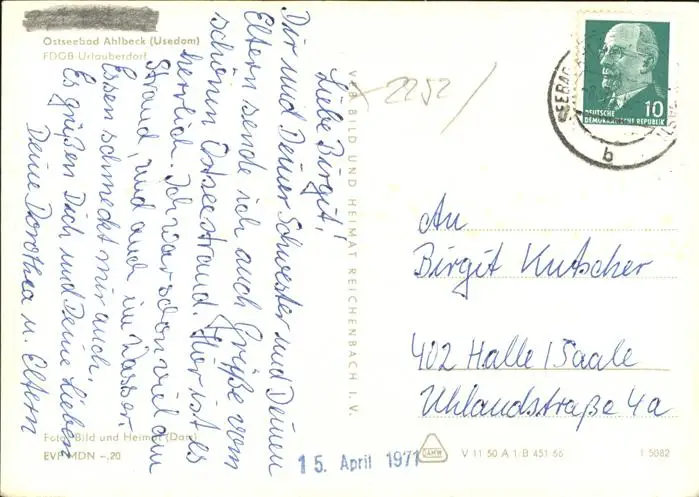 Ostseebad Ahlbeck (Usedom)
FDGB-Urlauberdorf
Liebe Birgit!
Dir und Deiner Schwester und Deinen
Eltern sende ich auch Grüße vom
schönen Ostseestrand. Hier ist es
herrlich. Ich war schon viel am
Strand, und auch im Wasser.
Essen schmeckt mir auch.
Es grüßen Dich und Deine Lieben
Deine Dorothea u. Eltern
Foto: Bild und Heimat (Dam)
EVP MDN -.20
VEB BILD UND HEIMAT REICHENBACH I. V.
2252/
DEUTSCHE
DEMOKRATISCHE REPUBLIK
10
b
An
Birgit Kutscher
402 Halle/Saale
Uhlandstraße 4a
15. April 1971
V 11 50 A 1/B 451 66
1 5082